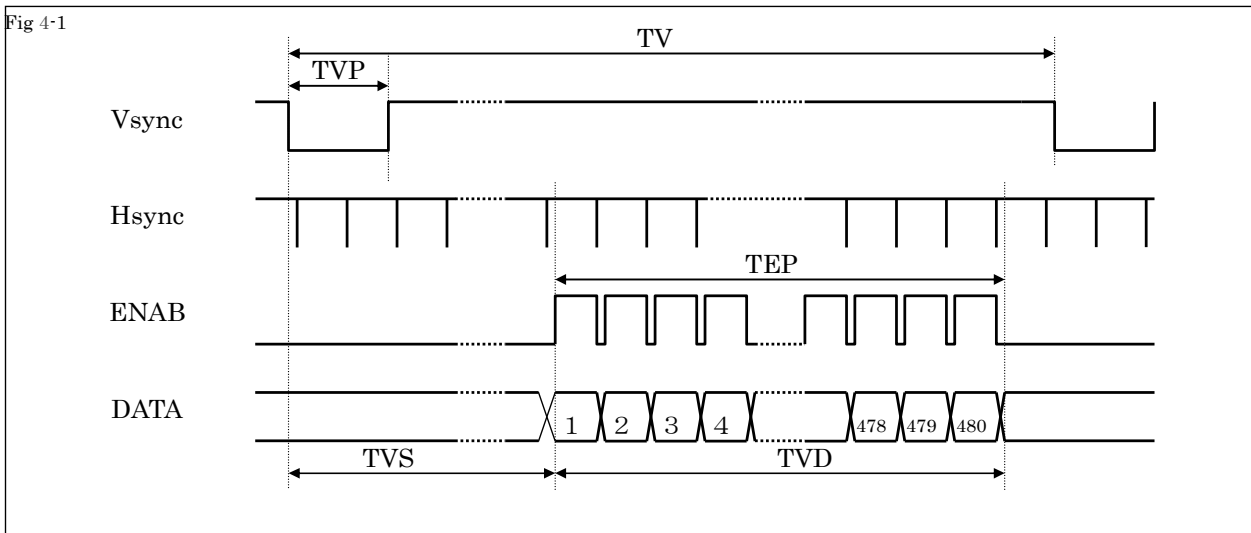 Fig 4-1
TV
TVP
Vsync
Hsync
TEP
ENAB
DATA
1 2 3 4 478 479 480
TVS TVD